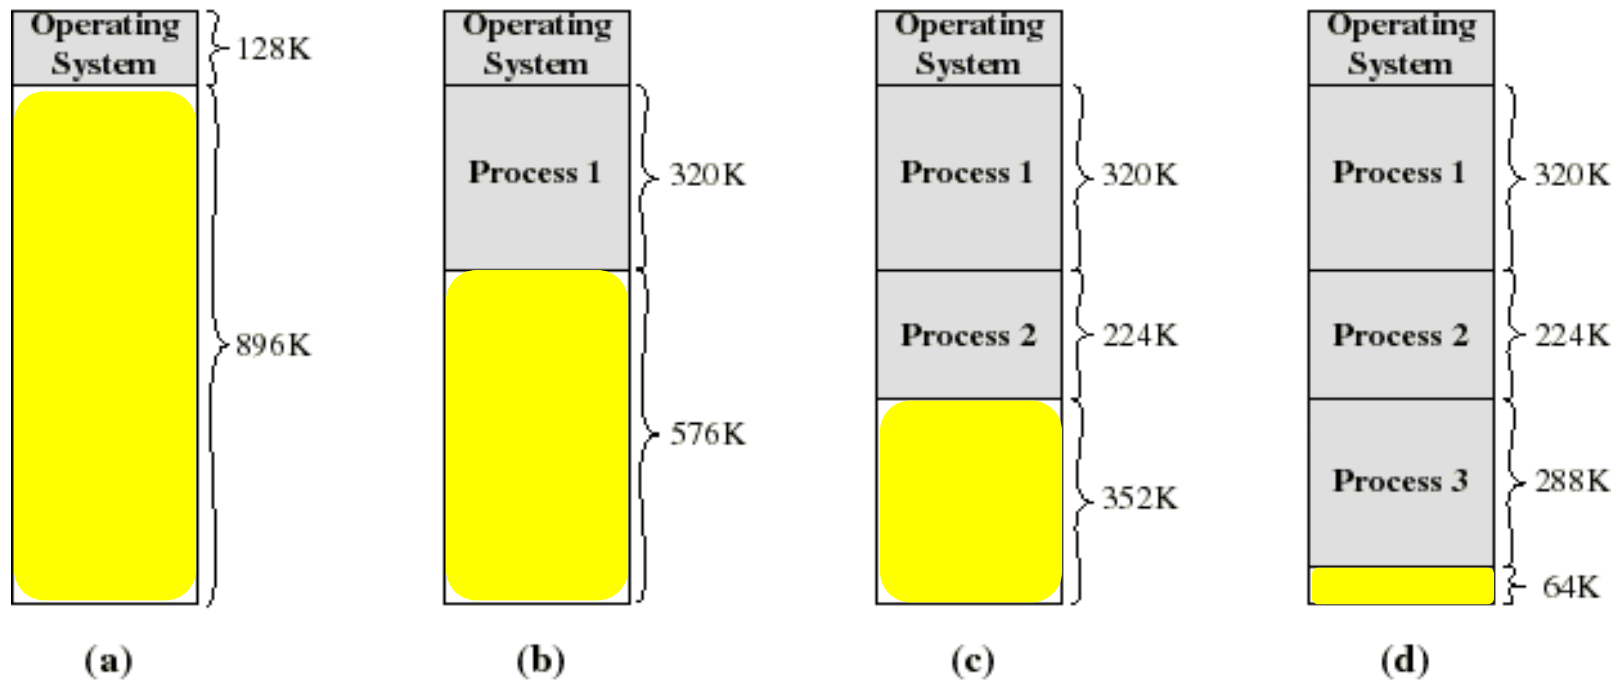 Operating
System
128K
896K
(a)
Operating
System
Process 1
320K
576K
(b)
Operating
System
Process 1
320K
Process 2
224K
352K
(c)
Operating
System
Process 1
320K
Process 2
224K
Process 3
288K
64K
(d)